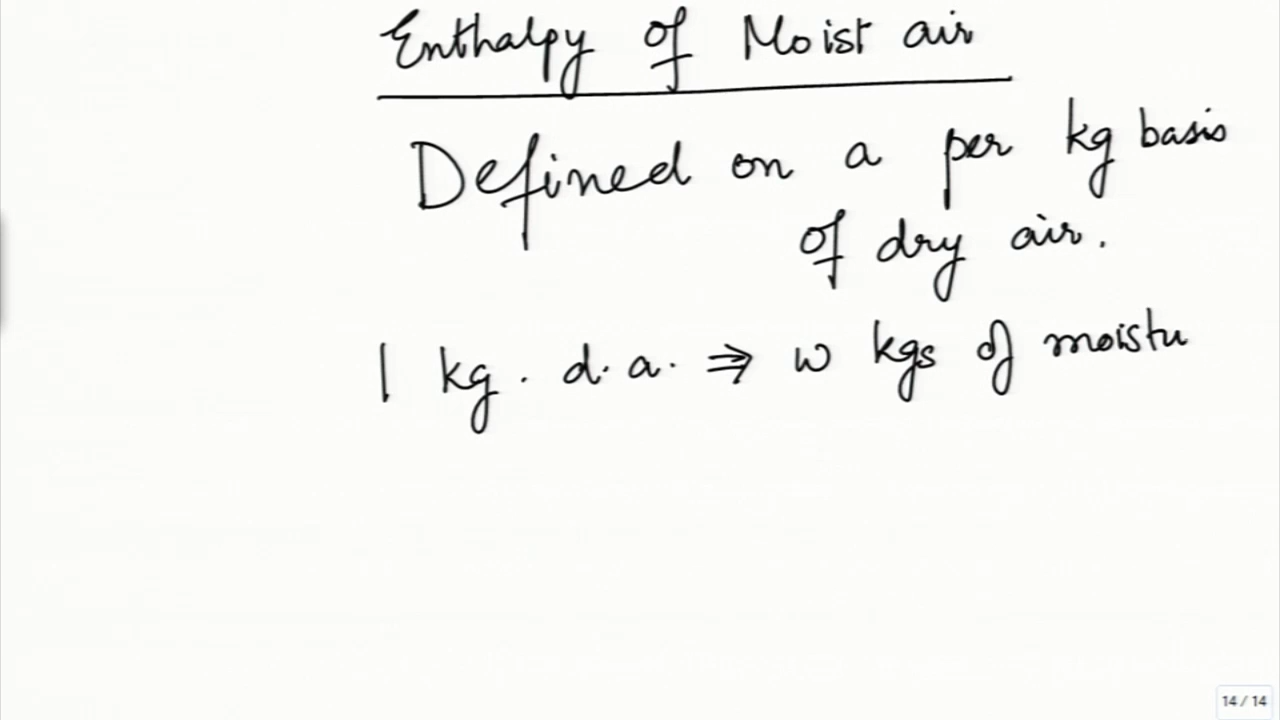 Enthalpy of Moist air
Defined on a per kg basis
of dry air.
1 kg. d.a. ⇒ w kgs of moistu
14 / 14